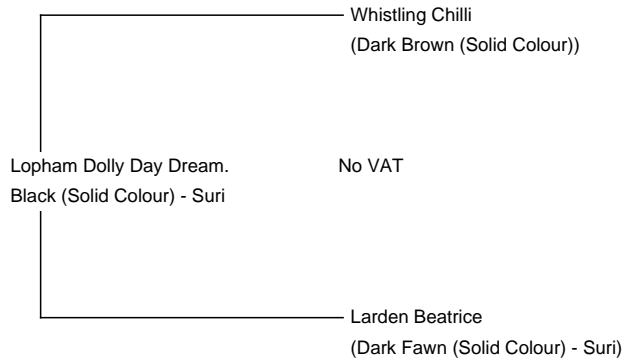 Whistling Chilli
(Dark Brown (Solid Colour))
Lopham Dolly Day Dream.
No VAT
Black (Solid Colour) - Suri
Larden Beatrice
(Dark Fawn (Solid Colour) - Suri)